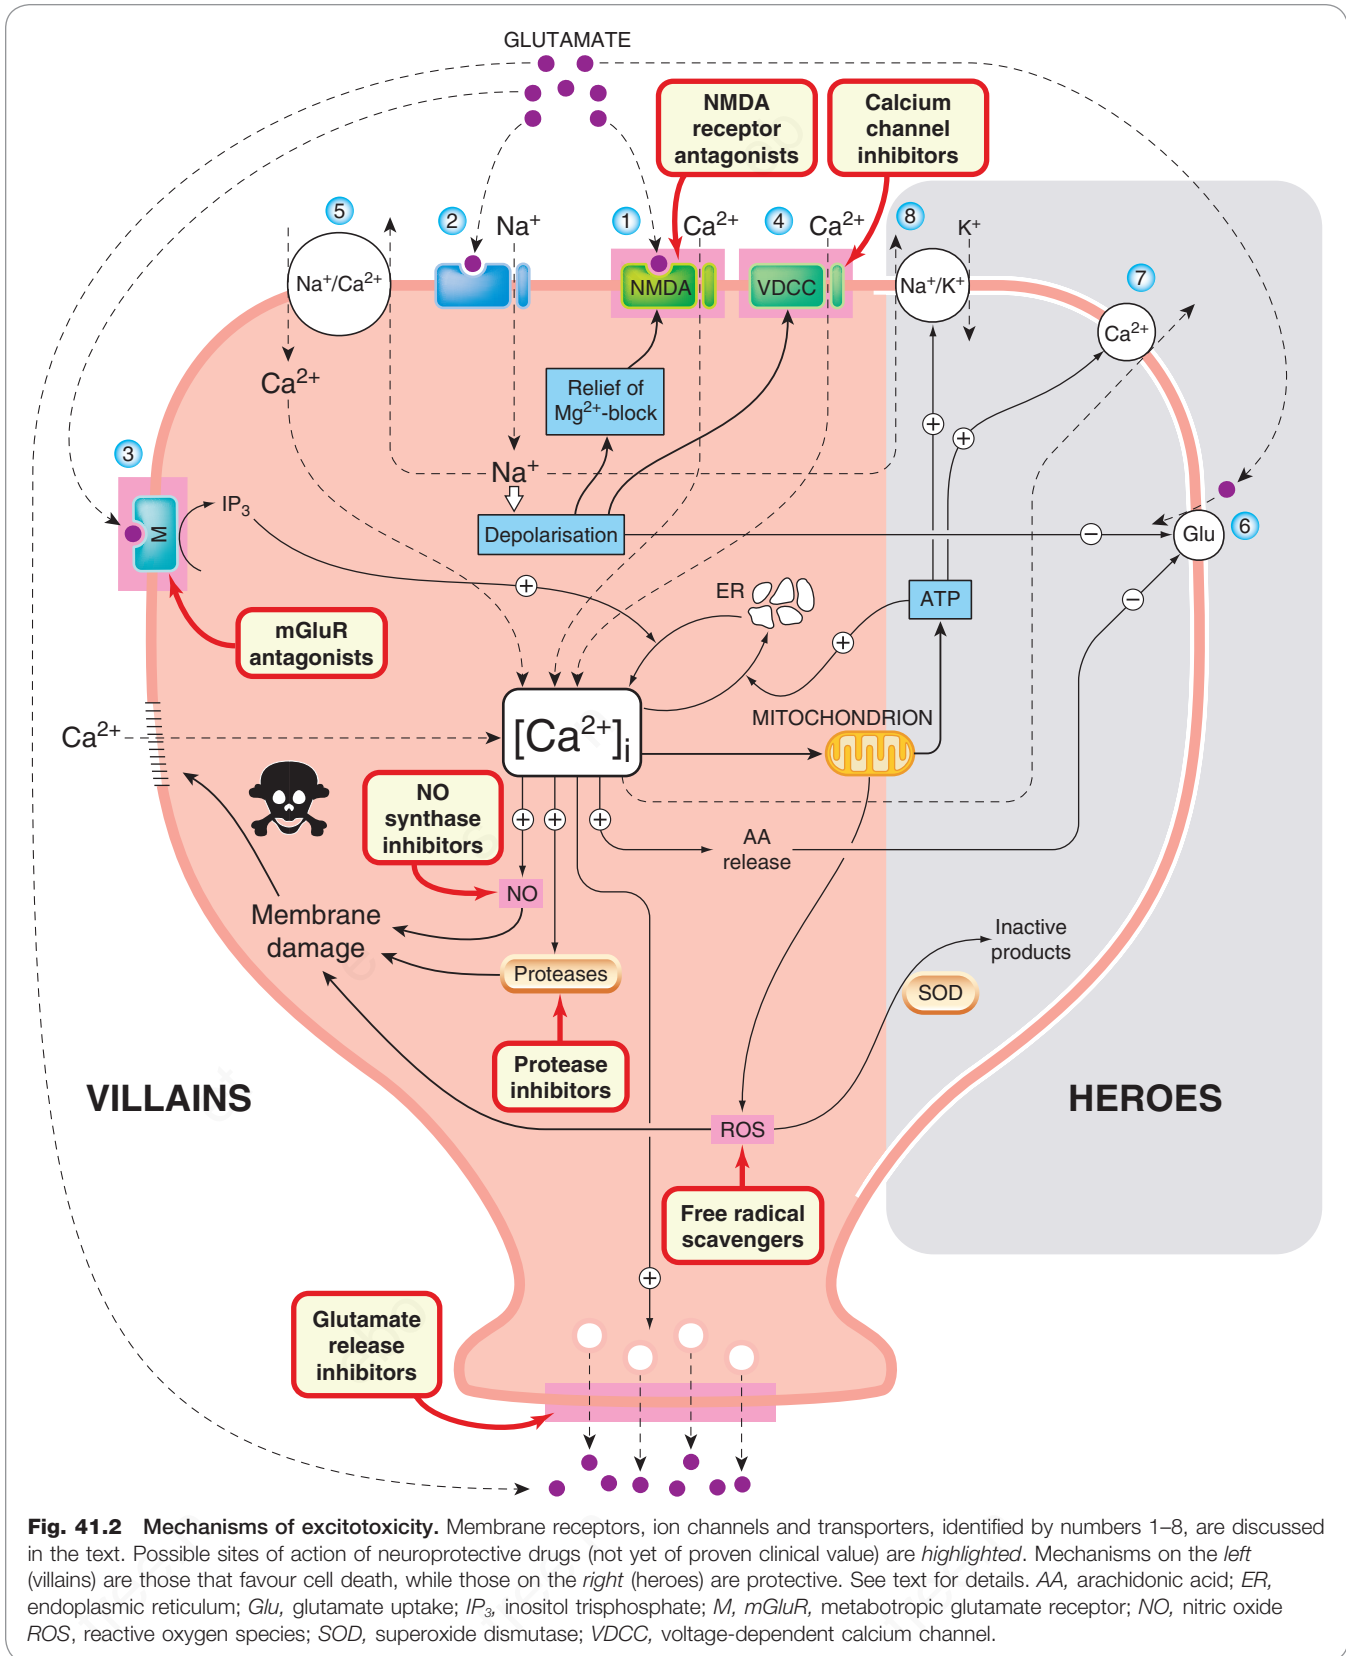 GLUTAMATE
NMDA
receptor
antagonists
Calcium
channel
inhibitors
5
2
Na⁺
1
Ca²⁺
4
Ca²⁺
8
K⁺
7
Na⁺/Ca²⁺
NMDA
VDCC
Na⁺/K⁺
Ca²⁺
Ca²⁺
Relief of
Mg²⁺-block
+
+
3
Na⁺
IP₃
M
Depolarisation
−
Glu
6
+
ER
ATP
−
+
mGluR
antagonists
Ca²⁺
[Ca²⁺]ᵢ
MITOCHONDRION
NO
synthase
inhibitors
+
+
+
AA
release
NO
Membrane
damage
Proteases
Inactive
products
SOD
Protease
inhibitors
VILLAINS
HEROES
ROS
Free radical
scavengers
+
Glutamate
release
inhibitors
Fig. 41.2 Mechanisms of excitotoxicity. Membrane receptors, ion channels and transporters, identified by numbers 1–8, are discussed
in the text. Possible sites of action of neuroprotective drugs (not yet of proven clinical value) are highlighted. Mechanisms on the left
(villains) are those that favour cell death, while those on the right (heroes) are protective. See text for details. AA, arachidonic acid; ER,
endoplasmic reticulum; Glu, glutamate uptake; IP₃, inositol trisphosphate; M, mGluR, metabotropic glutamate receptor; NO, nitric oxide
ROS, reactive oxygen species; SOD, superoxide dismutase; VDCC, voltage-dependent calcium channel.